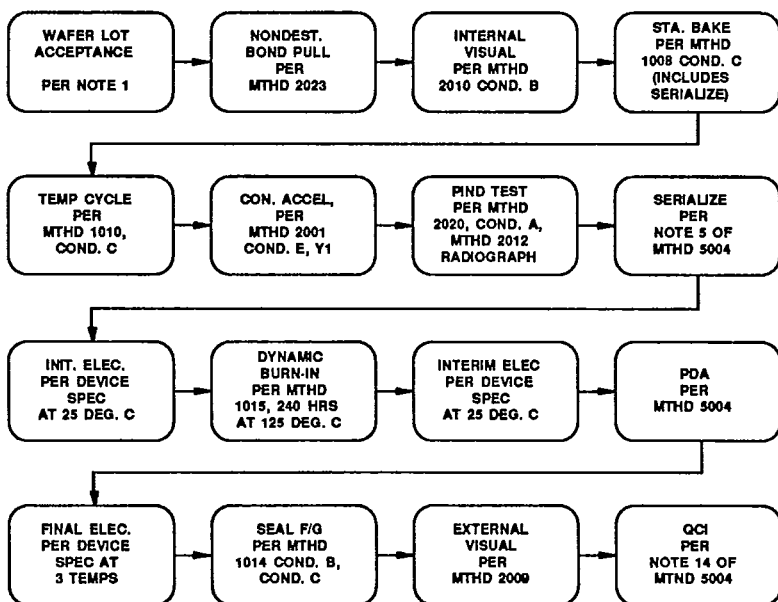 WAFER LOT
ACCEPTANCE
PER NOTE 1
NONDEST.
BOND PULL
PER
MTHD 2023
INTERNAL
VISUAL
PER MTHD
2010 COND. B
STA. BAKE
PER MTHD
1008 COND. C
(INCLUDES
SERIALIZE)
TEMP CYCLE
PER
MTHD 1010,
COND. C
CON. ACCEL,
PER
MTHD 2001
COND. E, Y1
PIND TEST
PER MTHD
2020, COND. A,
MTHD 2012
RADIOGRAPH
SERIALIZE
PER
NOTE 5 OF
MTHD 5004
INIT. ELEC.
PER DEVICE
SPEC
AT 25 DEG. C
DYNAMIC
BURN-IN
PER MTHD
1015, 240 HRS
AT 125 DEG. C
INTERIM ELEC
PER DEVICE
SPEC
AT 25 DEG. C
PDA
PER
MTHD 5004
FINAL ELEC.
PER DEVICE
SPEC AT
3 TEMPS
SEAL F/G
PER MTHD
1014 COND. B,
COND. C
EXTERNAL
VISUAL
PER
MTHD 2009
QCI
PER
NOTE 14 OF
MTND 5004